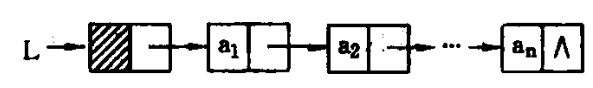 L a₁ a₂ ··· aₙ ∧